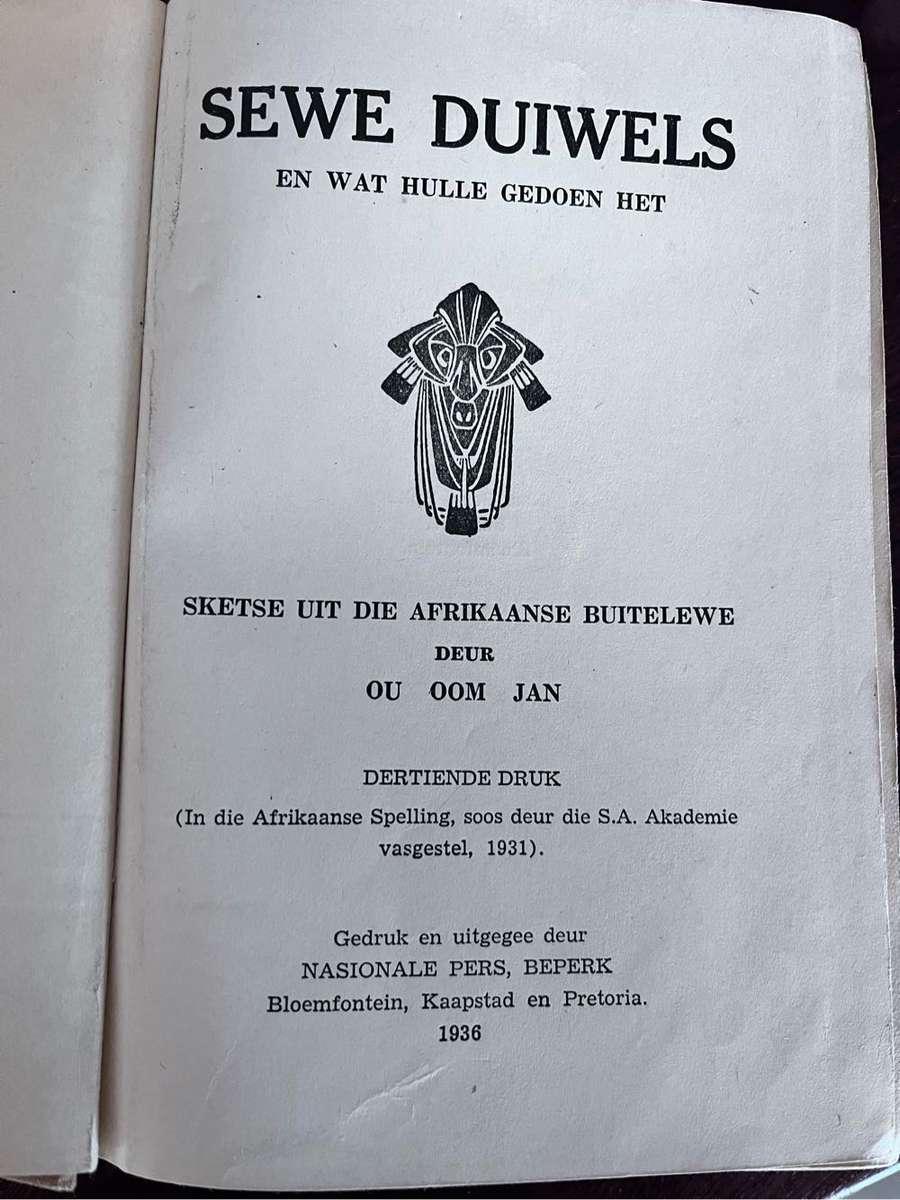 SEWE DUIWELS
EN WAT HULLE GEDOEN HET
SKETSE UIT DIE AFRIKAANSE BUITELEWE
DEUR
OU OOM JAN
DERTIENDE DRUK
(In die Afrikaanse Spelling, soos deur die S.A. Akademie
vasgestel, 1931).
Gedruk en uitgegee deur
NASIONALE PERS, BEPERK
Bloemfontein, Kaapstad en Pretoria.
1936